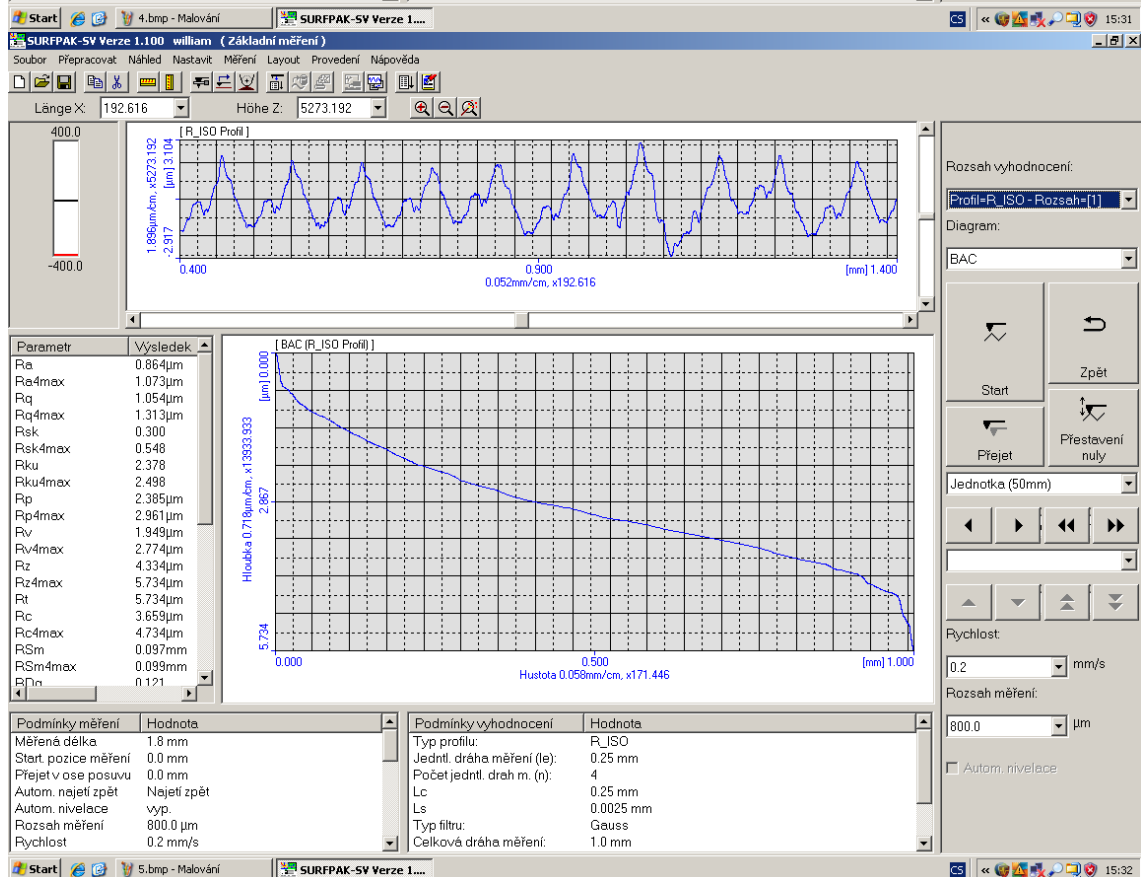 Start 4.bmp - Malování SURFPAK-SV Verze 1.... CS « 15:31
SURFPAK-SV Verze 1.100 william ( Základní měření )
Soubor Přepracovat Náhled Nastavit Měření Layout Provedení Nápověda
Länge X: 192.616 Höhe Z: 5273.192
400.0
-400.0
[ R_ISO Profil ]
1.896µm/cm, x5273.192
-2.917 [µm] 3.104
0.400 0.900 [mm] 1.400
0.052mm/cm, x192.616
Rozsah vyhodnocení:
Profil=R_ISO - Rozsah=[1]
Diagram:
BAC
Start
Zpět
Přejet
Přestavení
nuly
Jednotka (50mm)
Rychlost:
0.2 mm/s
Rozsah měření:
800.0 µm
Autom. nivelace
Parametr Výsledek
Ra 0.864µm
Ra4max 1.073µm
Rq 1.054µm
Rq4max 1.313µm
Rsk 0.300
Rsk4max 0.548
Rku 2.378
Rku4max 2.498
Rp 2.385µm
Rp4max 2.961µm
Rv 1.949µm
Rv4max 2.774µm
Rz 4.334µm
Rz4max 5.734µm
Rt 5.734µm
Rc 3.659µm
Rc4max 4.734µm
RSm 0.097mm
RSm4max 0.099mm
RDq 0.121
[ BAC (R_ISO Profil) ]
Hloubka 0.718µm/cm, x13933.933
5.734 2.867 [µm] 0.000
0.000 0.500 [mm] 1.000
Hustota 0.058mm/cm, x171.446
Podmínky měření Hodnota
Měřená délka 1.8 mm
Start. pozice měření 0.0 mm
Přejet v ose posuvu 0.0 mm
Autom. najetí zpět Najetí zpět
Autom. nivelace vyp.
Rozsah měření 800.0 µm
Rychlost 0.2 mm/s
Podmínky vyhodnocení Hodnota
Typ profilu: R_ISO
Jedntl. dráha měření (le): 0.25 mm
Počet jedntl. drah m. (n): 4
Lc 0.25 mm
Ls 0.0025 mm
Typ filtru: Gauss
Celková dráha měření: 1.0 mm
Start 5.bmp - Malování SURFPAK-SV Verze 1.... CS « 15:32